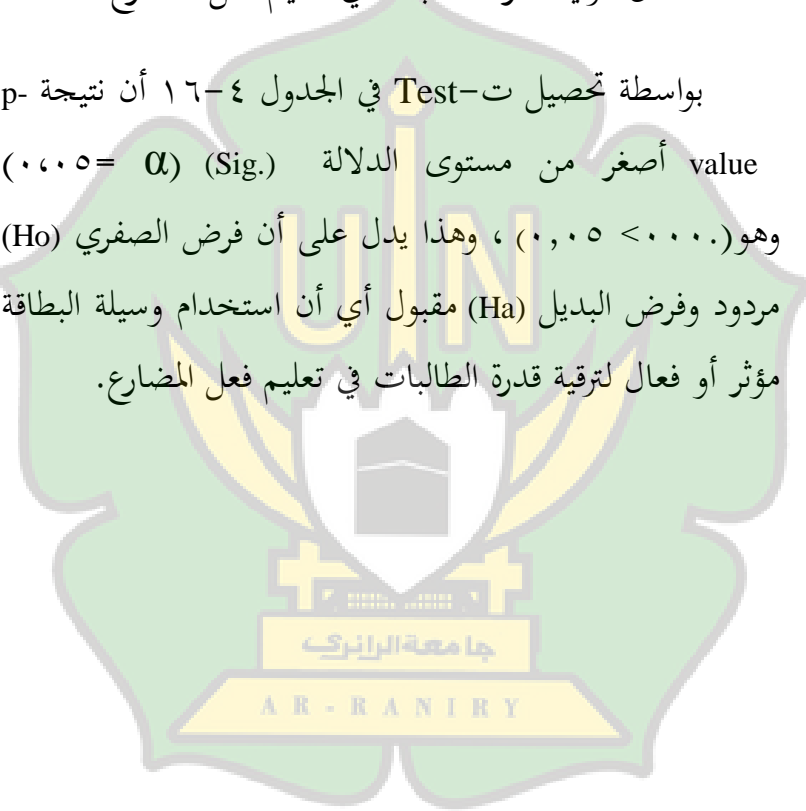 بواسطة تحصيل ت-Test في الجدول ٤-١٦ أن نتيجة p-
value أصغر من مستوى الدلالة (Sig.) (α =٠،٠٥)
وهو(.٠٠٠> ٠,٠٥) ، وهذا يدل على أن فرض الصفري (Ho)
مردود وفرض البديل (Ha) مقبول أي أن استخدام وسيلة البطاقة
مؤثر أو فعال لترقية قدرة الطالبات في تعليم فعل المضارع.
UIN
جامعة الرانري
AR-RANIRY